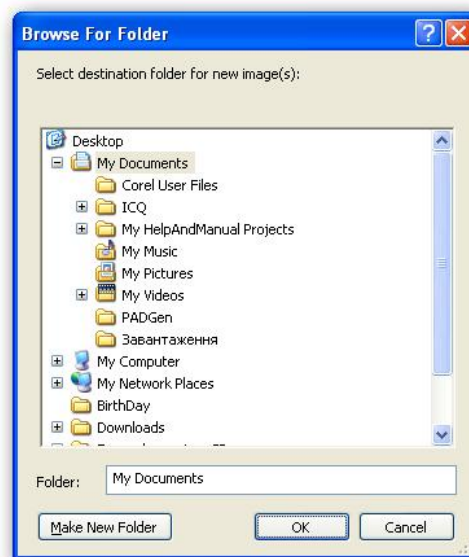 Browse For Folder
Select destination folder for new image(s):
Desktop
My Documents
Corel User Files
ICQ
My HelpAndManual Projects
My Music
My Pictures
My Videos
PADGen
Завантаження
My Computer
My Network Places
BirthDay
Downloads
Folder: My Documents
Make New Folder OK Cancel